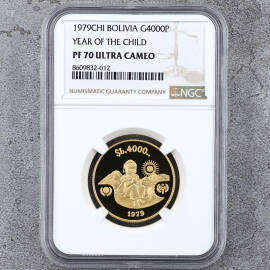 1979CHI BOLIVIA G4000P
YEAR OF THE CHILD
PF 70 ULTRA CAMEO
8609832-012
NUMISMATIC GUARANTY COMPANY
NGC
$b.4000.
1979